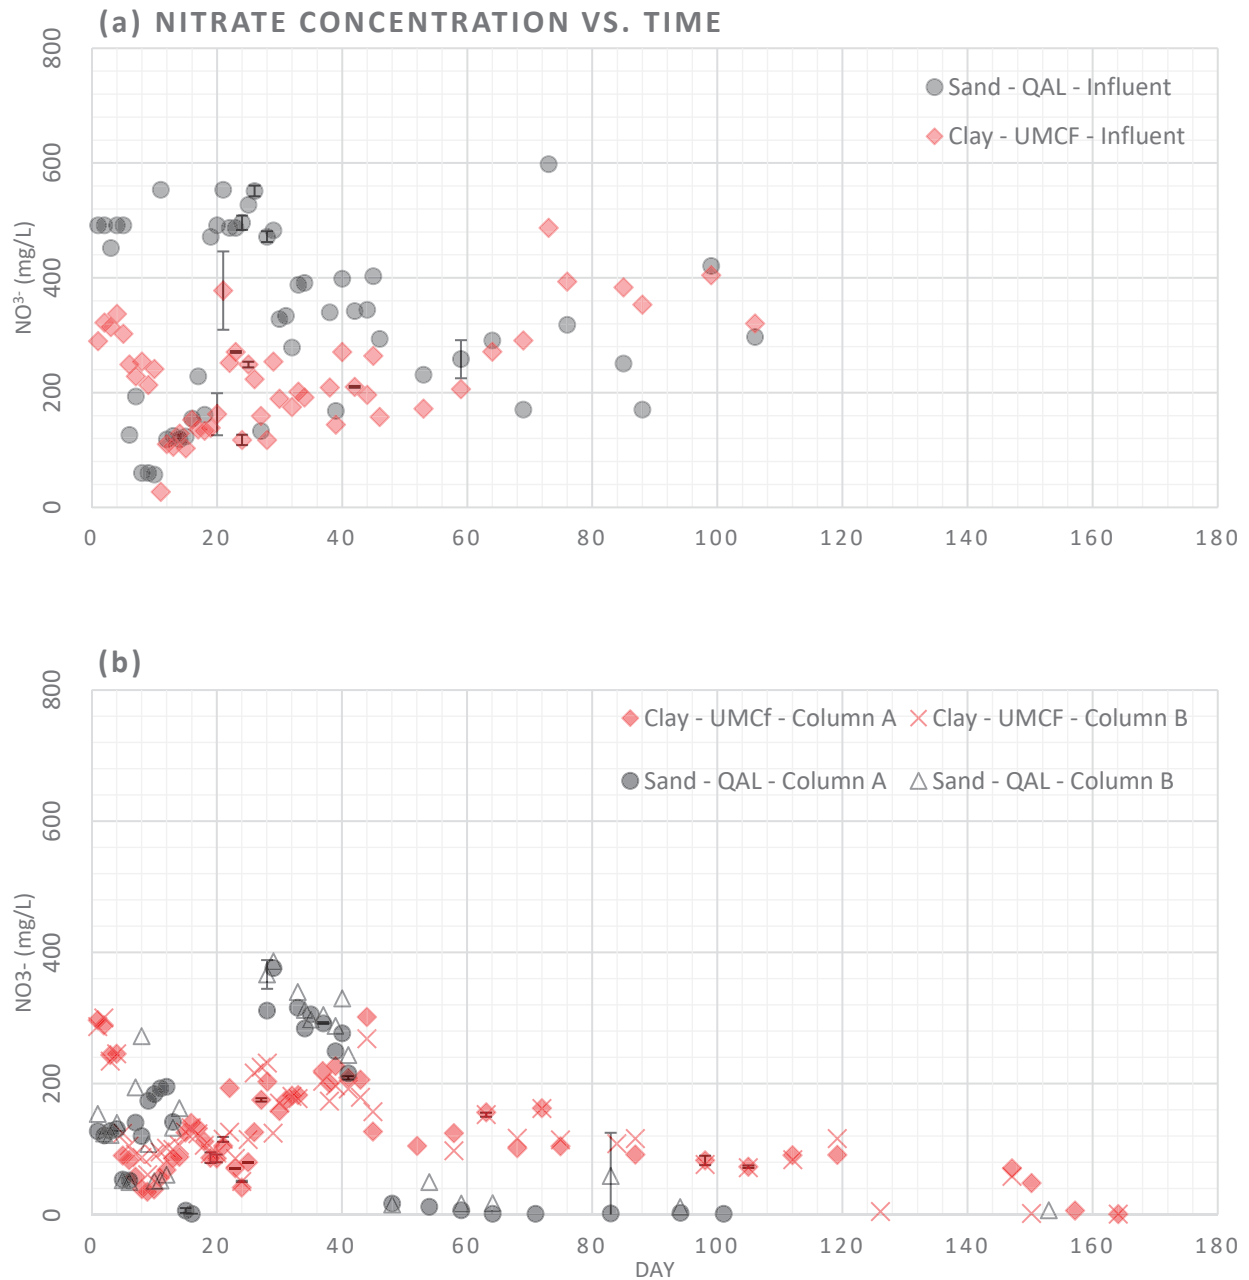 (a) NITRATE CONCENTRATION VS. TIME
NO³⁻ (mg/L)
800
600
400
200
0
Sand - QAL - Influent
Clay - UMCF - Influent
0 20 40 60 80 100 120 140 160 180
(b)
NO3- (mg/L)
800
600
400
200
0
Clay - UMCf - Column A Clay - UMCF - Column B
Sand - QAL - Column A Sand - QAL - Column B
0 20 40 60 80 100 120 140 160 180
DAY